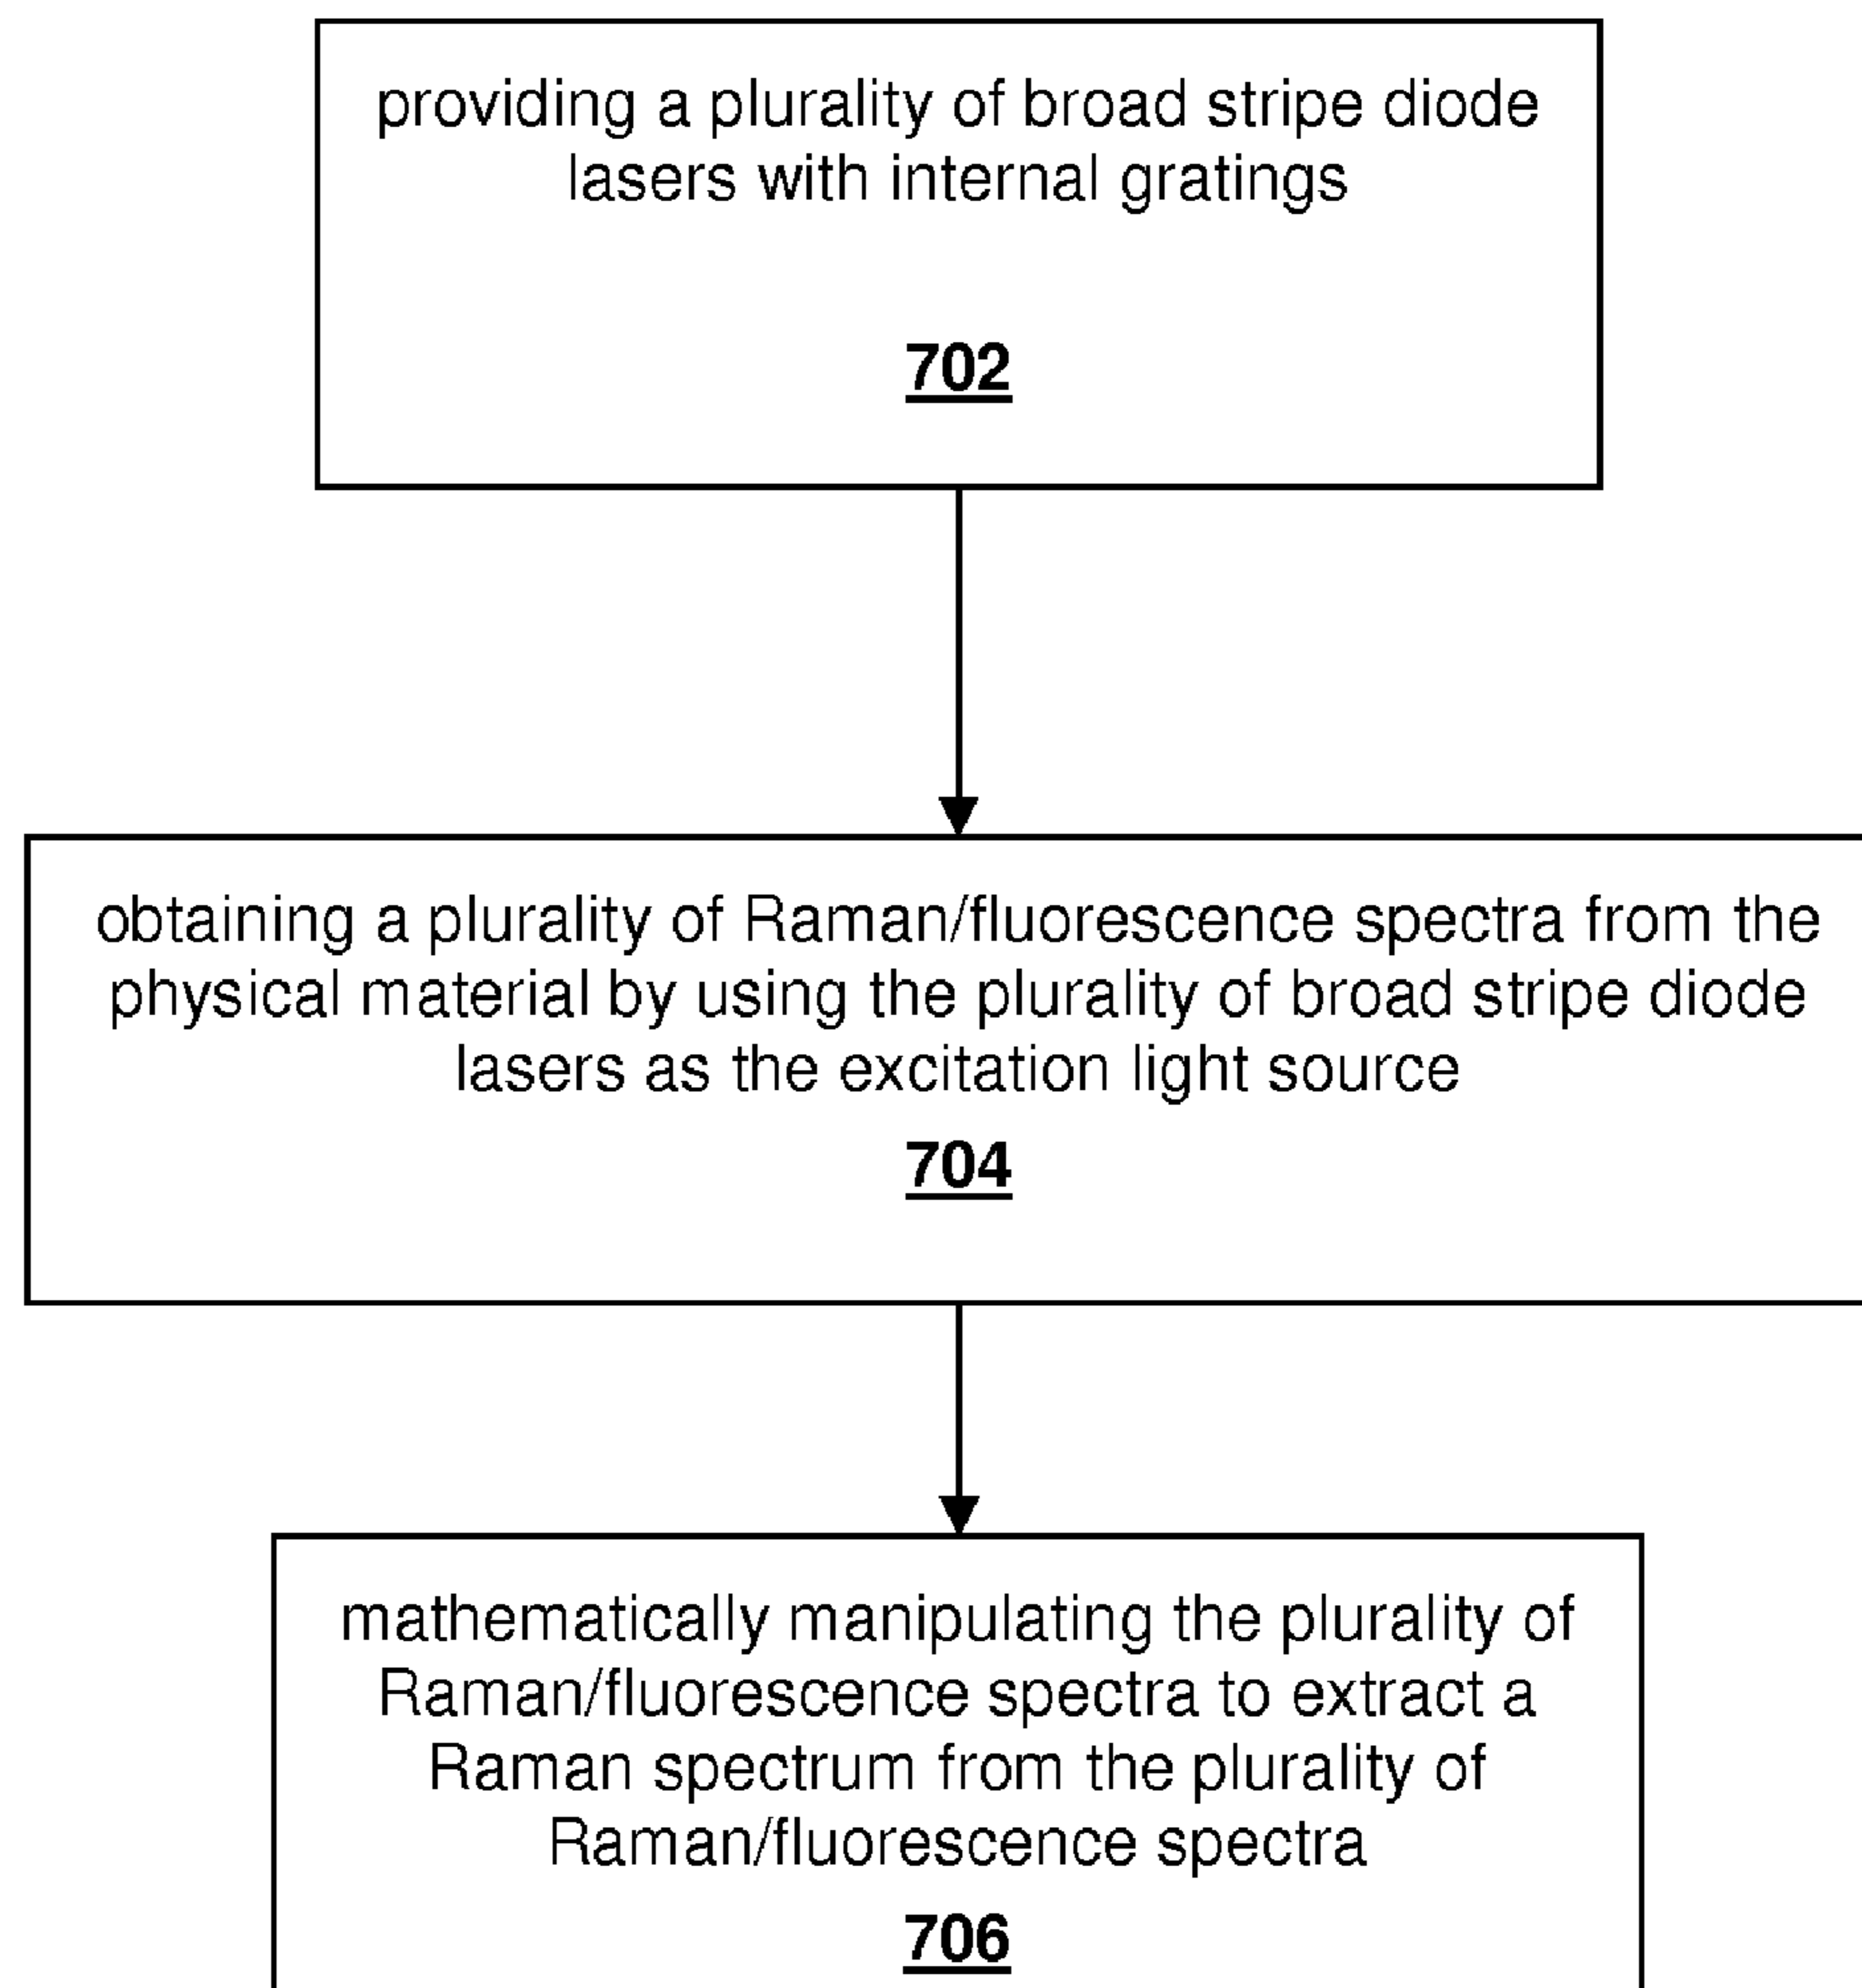 providing a plurality of broad stripe diode
lasers with internal gratings
702
obtaining a plurality of Raman/fluorescence spectra from the
physical material by using the plurality of broad stripe diode
lasers as the excitation light source
704
mathematically manipulating the plurality of
Raman/fluorescence spectra to extract a
Raman spectrum from the plurality of
Raman/fluorescence spectra
706